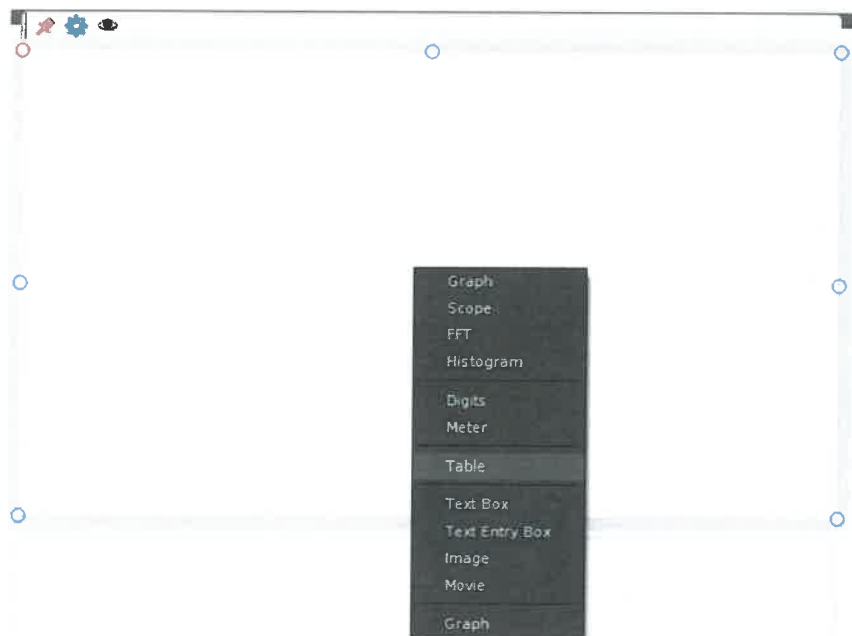 Graph
Scope
FFT
Histogram
Digits
Meter
Table
Text Box
Text Entry Box
Image
Movie
Graph